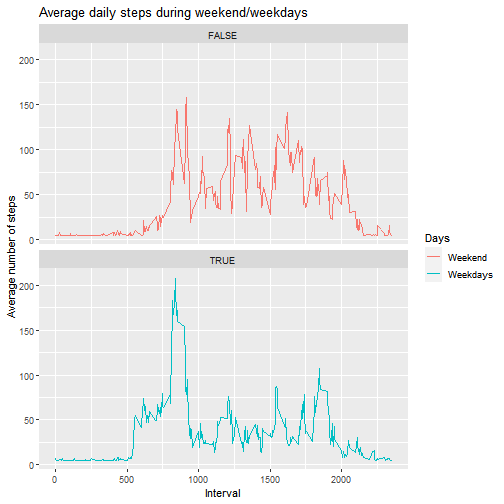 Average daily steps during weekend/weekdays
FALSE
200
150
100
50
0
TRUE
200
150
100
50
0
Average number of steps
0 500 1000 1500 2000
Interval
Days
Weekend
Weekdays